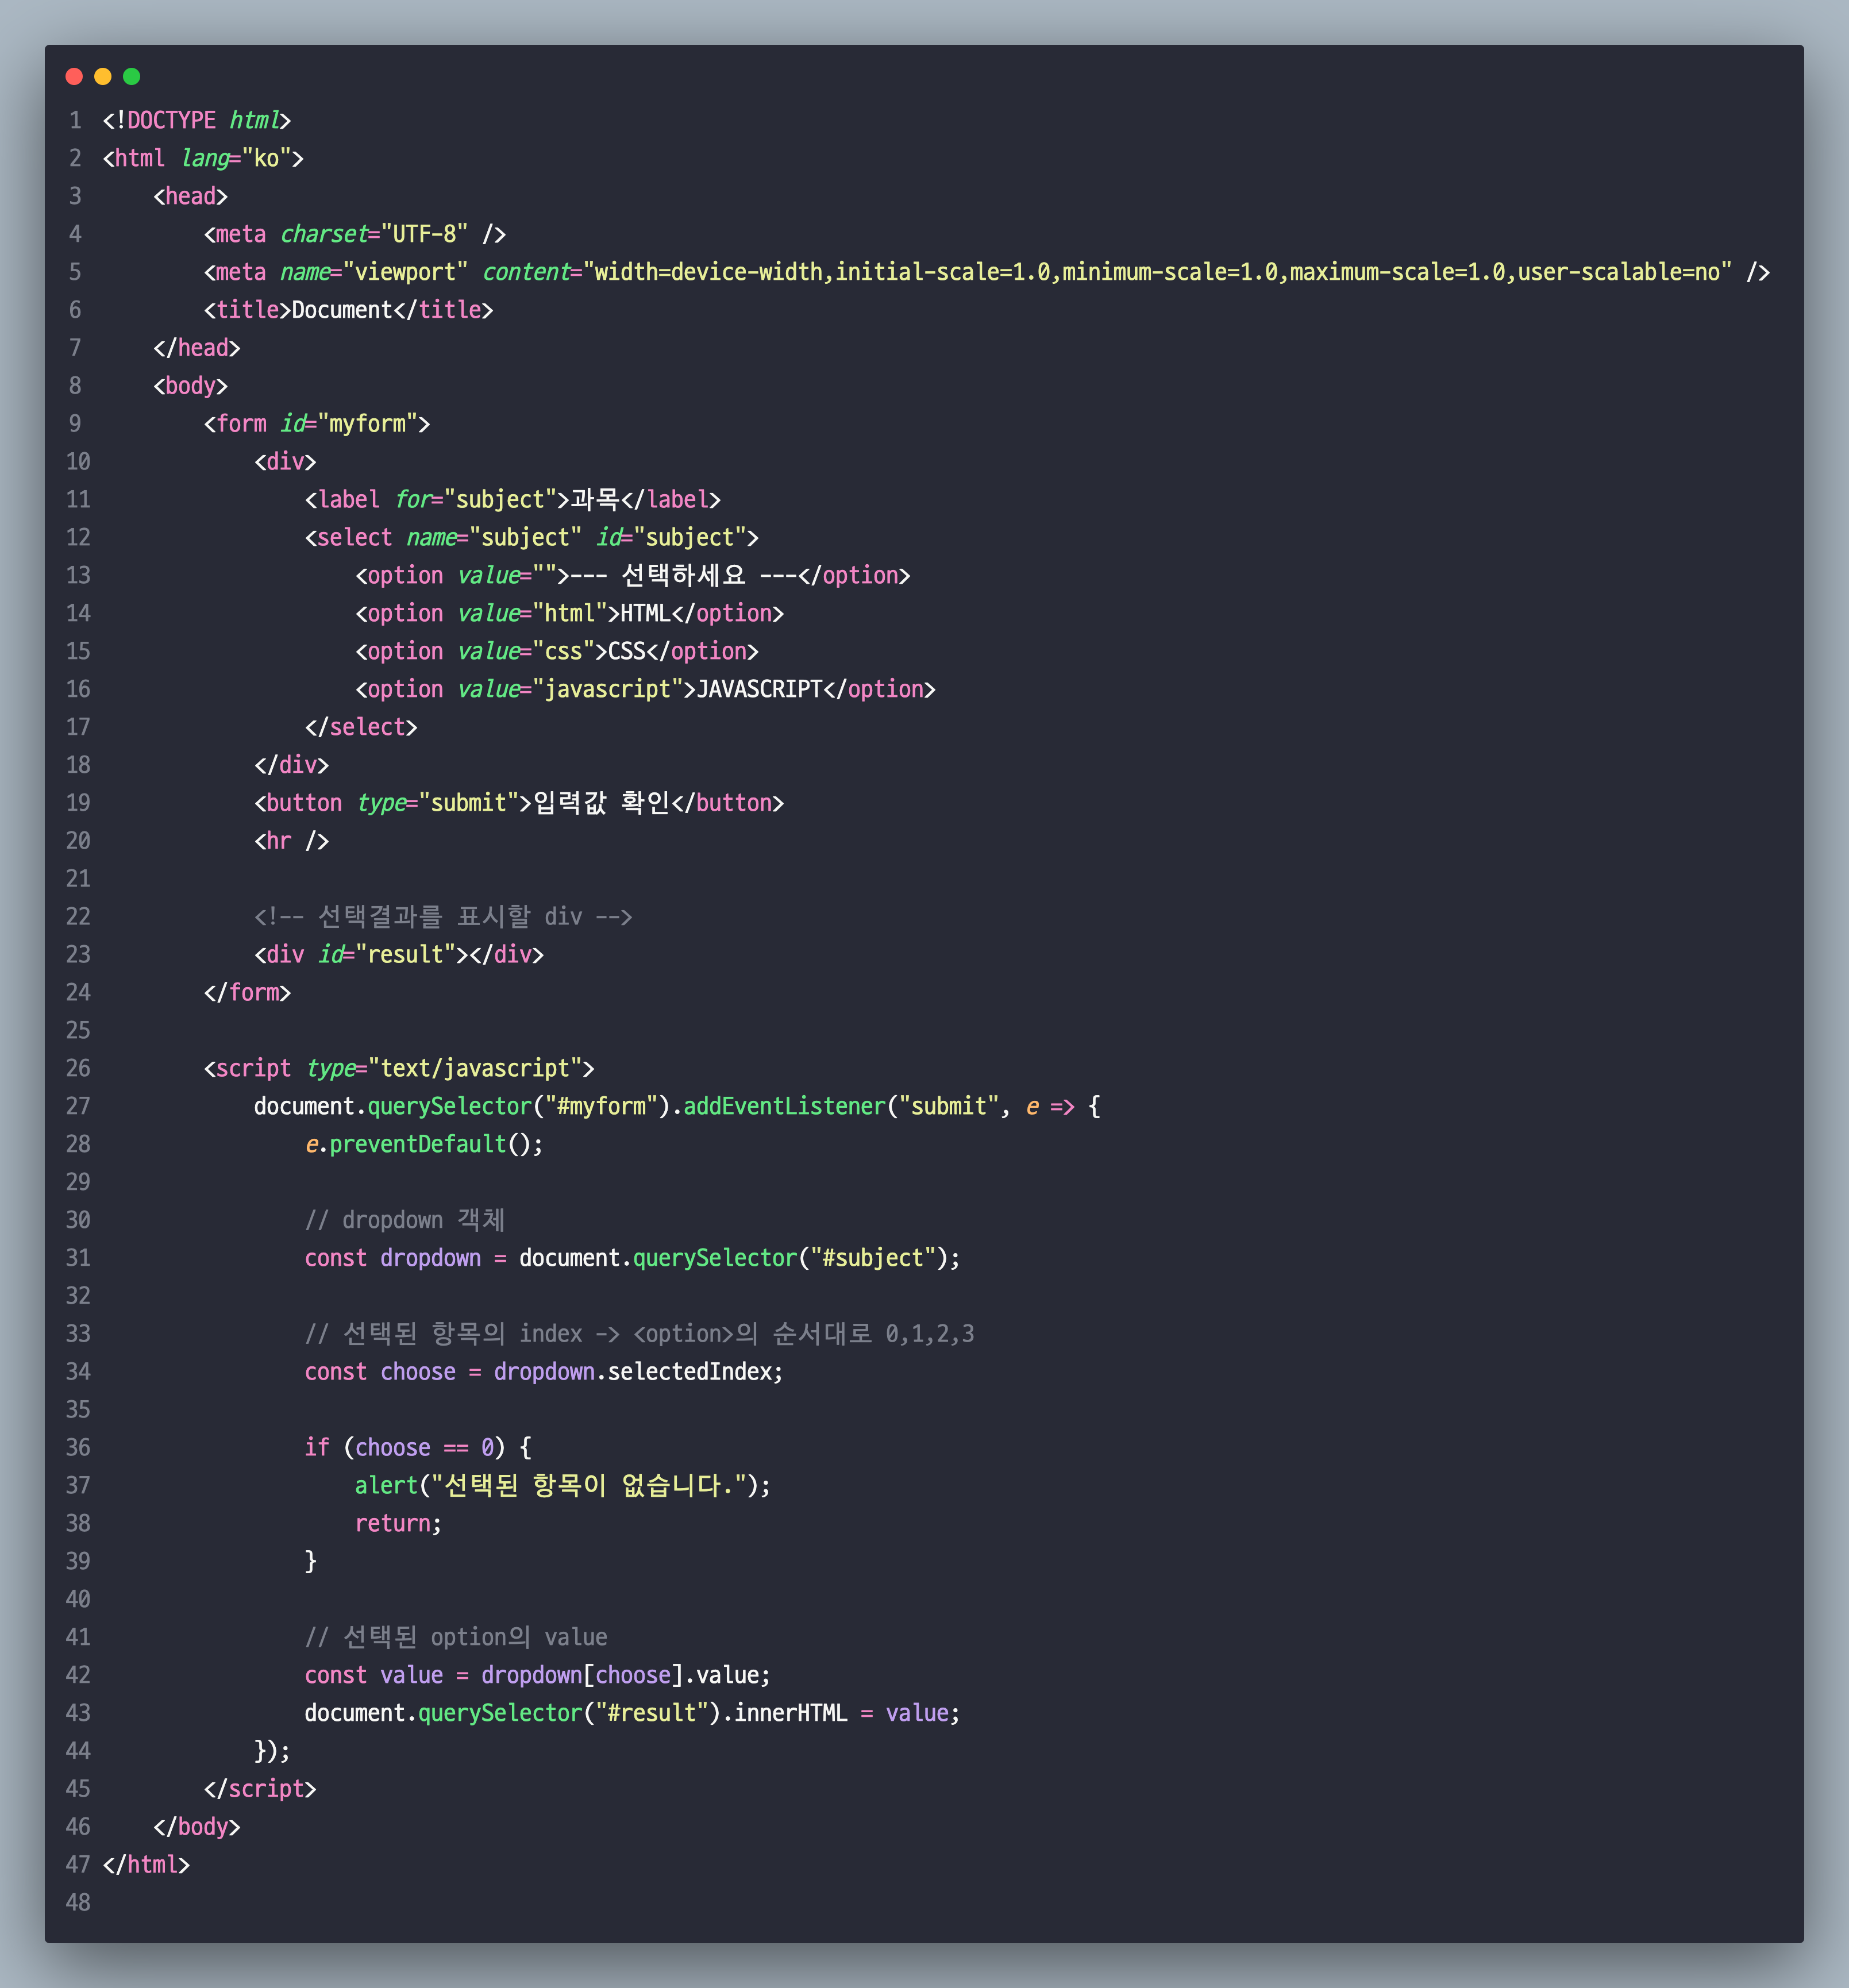 1 <!DOCTYPE html>
2 <html lang="ko">
3     <head>
4         <meta charset="UTF-8" />
5         <meta name="viewport" content="width=device-width,initial-scale=1.0,minimum-scale=1.0,maximum-scale=1.0,user-scalable=no" />
6         <title>Document</title>
7     </head>
8     <body>
9         <form id="myform">
10             <div>
11                 <label for="subject">과목</label>
12                 <select name="subject" id="subject">
13                     <option value="">--- 선택하세요 ---</option>
14                     <option value="html">HTML</option>
15                     <option value="css">CSS</option>
16                     <option value="javascript">JAVASCRIPT</option>
17                 </select>
18             </div>
19             <button type="submit">입력값 확인</button>
20             <hr />
21
22             <!-- 선택결과를 표시할 div -->
23             <div id="result"></div>
24         </form>
25
26         <script type="text/javascript">
27             document.querySelector("#myform").addEventListener("submit", e => {
28                 e.preventDefault();
29
30                 // dropdown 객체
31                 const dropdown = document.querySelector("#subject");
32
33                 // 선택된 항목의 index -> <option>의 순서대로 0,1,2,3
34                 const choose = dropdown.selectedIndex;
35
36                 if (choose == 0) {
37                     alert("선택된 항목이 없습니다.");
38                     return;
39                 }
40
41                 // 선택된 option의 value
42                 const value = dropdown[choose].value;
43                 document.querySelector("#result").innerHTML = value;
44             });
45         </script>
46     </body>
47 </html>
48